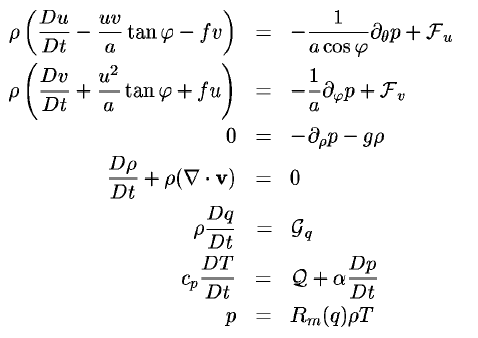 ρ ( Du/Dt − uv/a tan φ − fv ) = − 1/(a cos φ) ∂_θ p + ℱ_u
ρ ( Dv/Dt + u²/a tan φ + fu ) = − 1/a ∂_φ p + ℱ_v
0 = −∂_ρ p − gρ
Dρ/Dt + ρ(∇ · 𝐯) = 0
ρ Dq/Dt = 𝒢_q
c_p DT/Dt = 𝒬 + α Dp/Dt
p = R_m(q)ρT